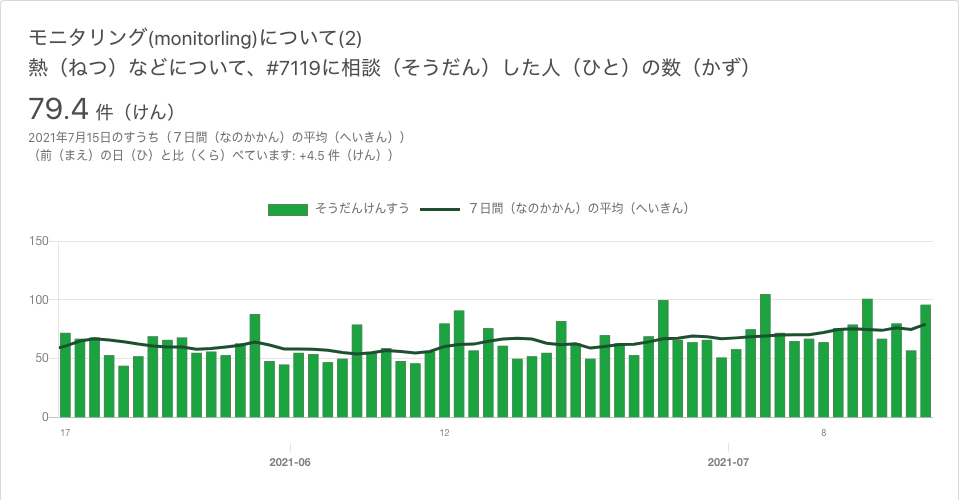 モニタリング(monitorling)について(2)
熱（ねつ）などについて、#7119に相談（そうだん）した人（ひと）の数（かず）
79.4 件（けん）
2021年7月15日のすうち（７日間（なのかかん）の平均（へいきん））
（前（まえ）の日（ひ）と比（くら）べています: +4.5 件（けん））
そうだんけんすう ７日間（なのかかん）の平均（へいきん）
150
100
50
0
17 12 8
2021-06 2021-07